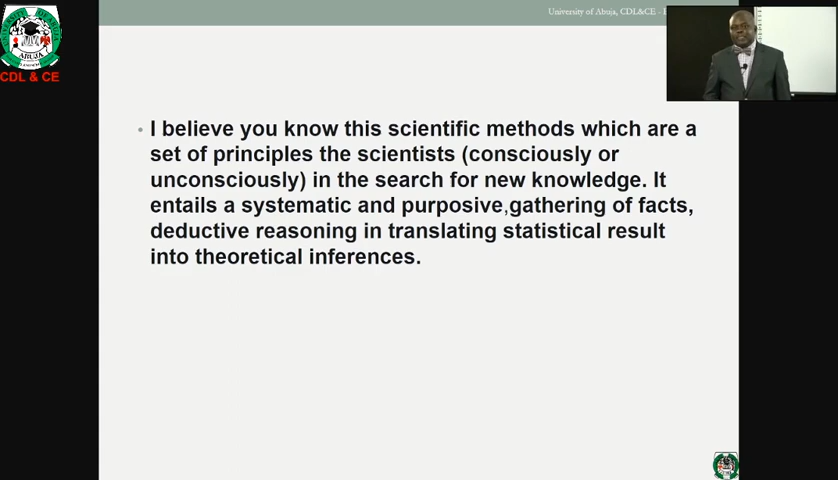 University of Abuja, CDL&CE -
ABUJA
CDL & CE
• I believe you know this scientific methods which are a
set of principles the scientists (consciously or
unconsciously) in the search for new knowledge. It
entails a systematic and purposive,gathering of facts,
deductive reasoning in translating statistical result
into theoretical inferences.